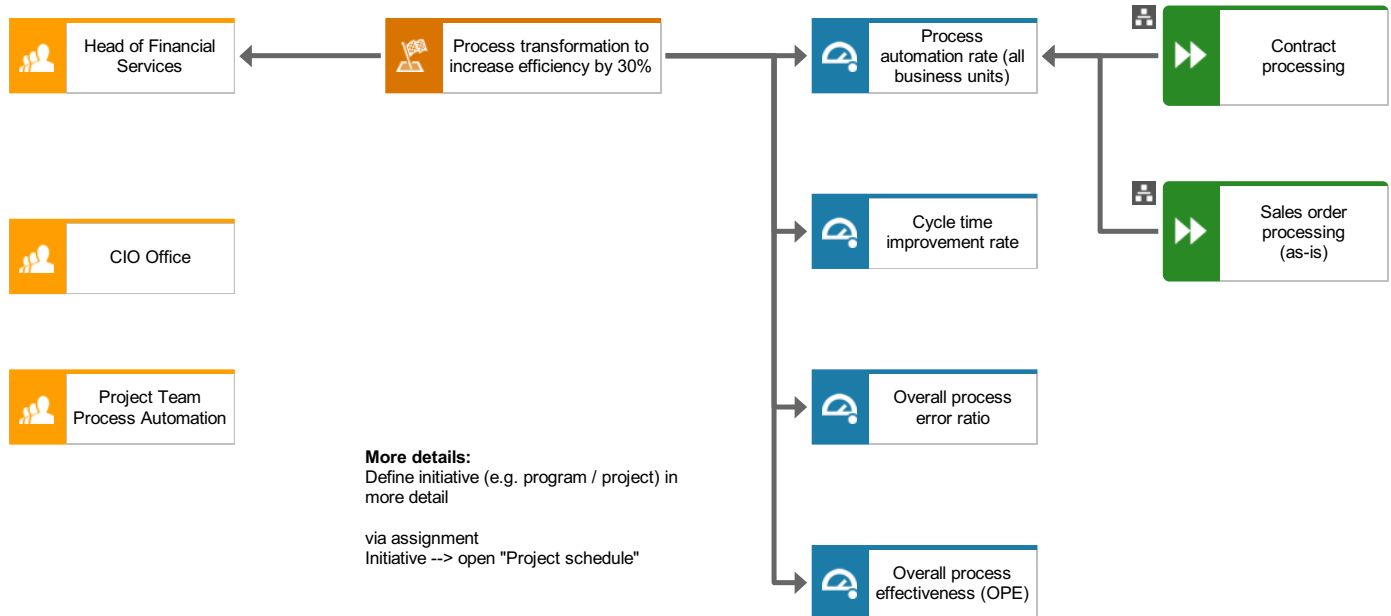 Head of Financial
Services
Process transformation to
increase efficiency by 30%
Process
automation rate (all
business units)
Contract
processing
CIO Office
Cycle time
improvement rate
Sales order
processing
(as-is)
Project Team
Process Automation
Overall process
error ratio
More details:
Define initiative (e.g. program / project) in
more detail
via assignment
Initiative --> open "Project schedule"
Overall process
effectiveness (OPE)